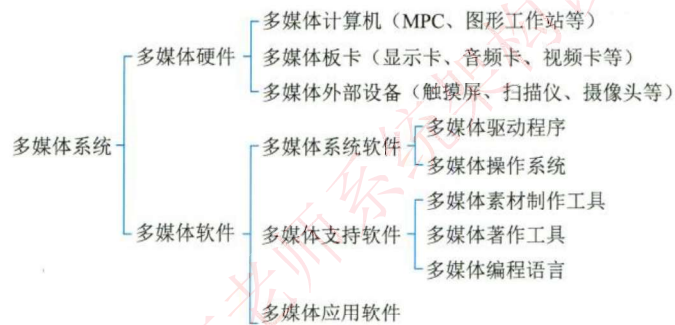 多媒体计算机（MPC、图形工作站等）
多媒体硬件
多媒体板卡（显示卡、音频卡、视频卡等）
多媒体外部设备（触摸屏、扫描仪、摄像头等）
多媒体系统
多媒体系统软件
多媒体驱动程序
多媒体操作系统
多媒体软件
多媒体支持软件
多媒体素材制作工具
多媒体著作工具
多媒体编程语言
多媒体应用软件
老师系统架构